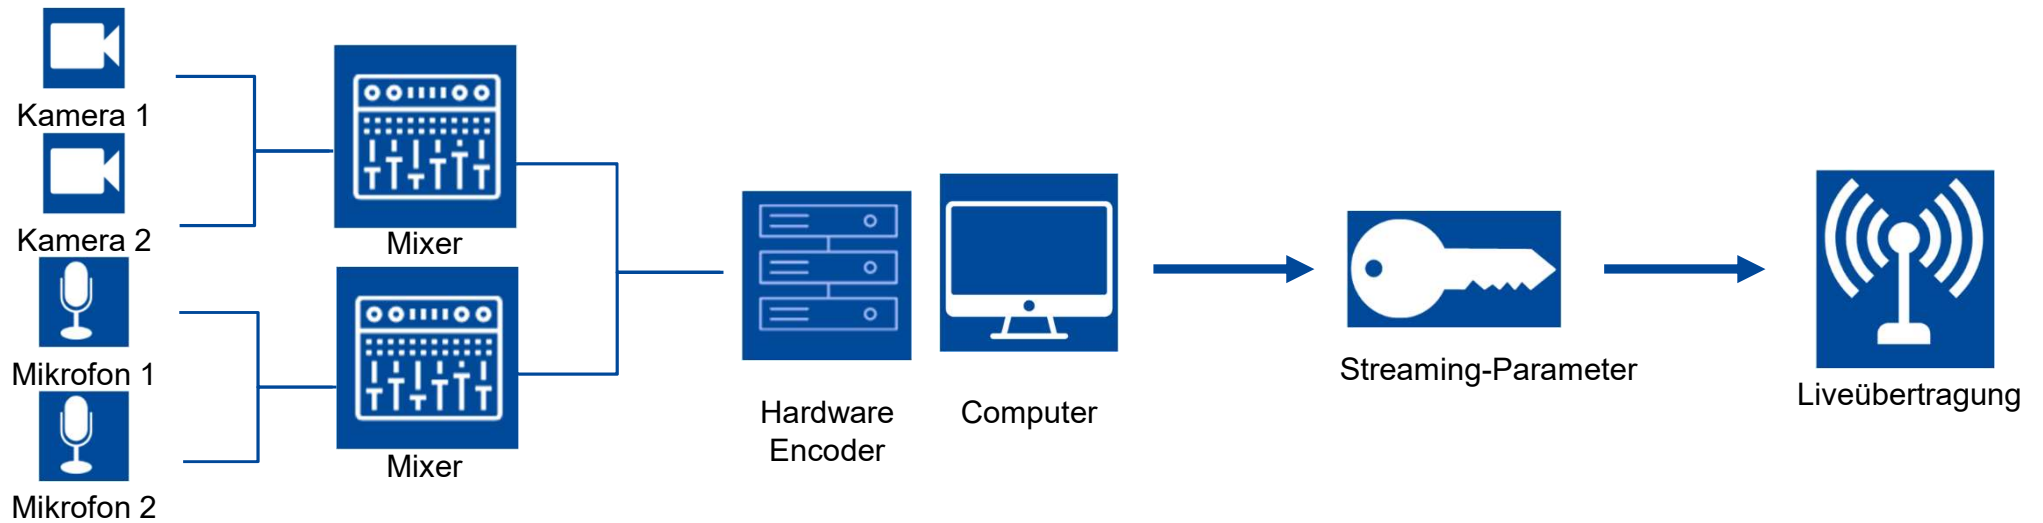 Kamera 1
Kamera 2
Mikrofon 1
Mikrofon 2
Mixer
Mixer
Hardware
Encoder
Computer
Streaming-Parameter
Liveübertragung